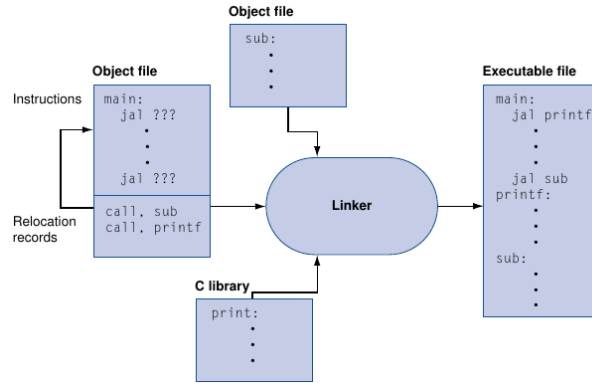 Object file
sub:
Object file
Instructions
main:
jal ???
jal ???
Relocation
records
call, sub
call, printf
Linker
C library
print:
Executable file
main:
jal printf
jal sub
printf:
sub: